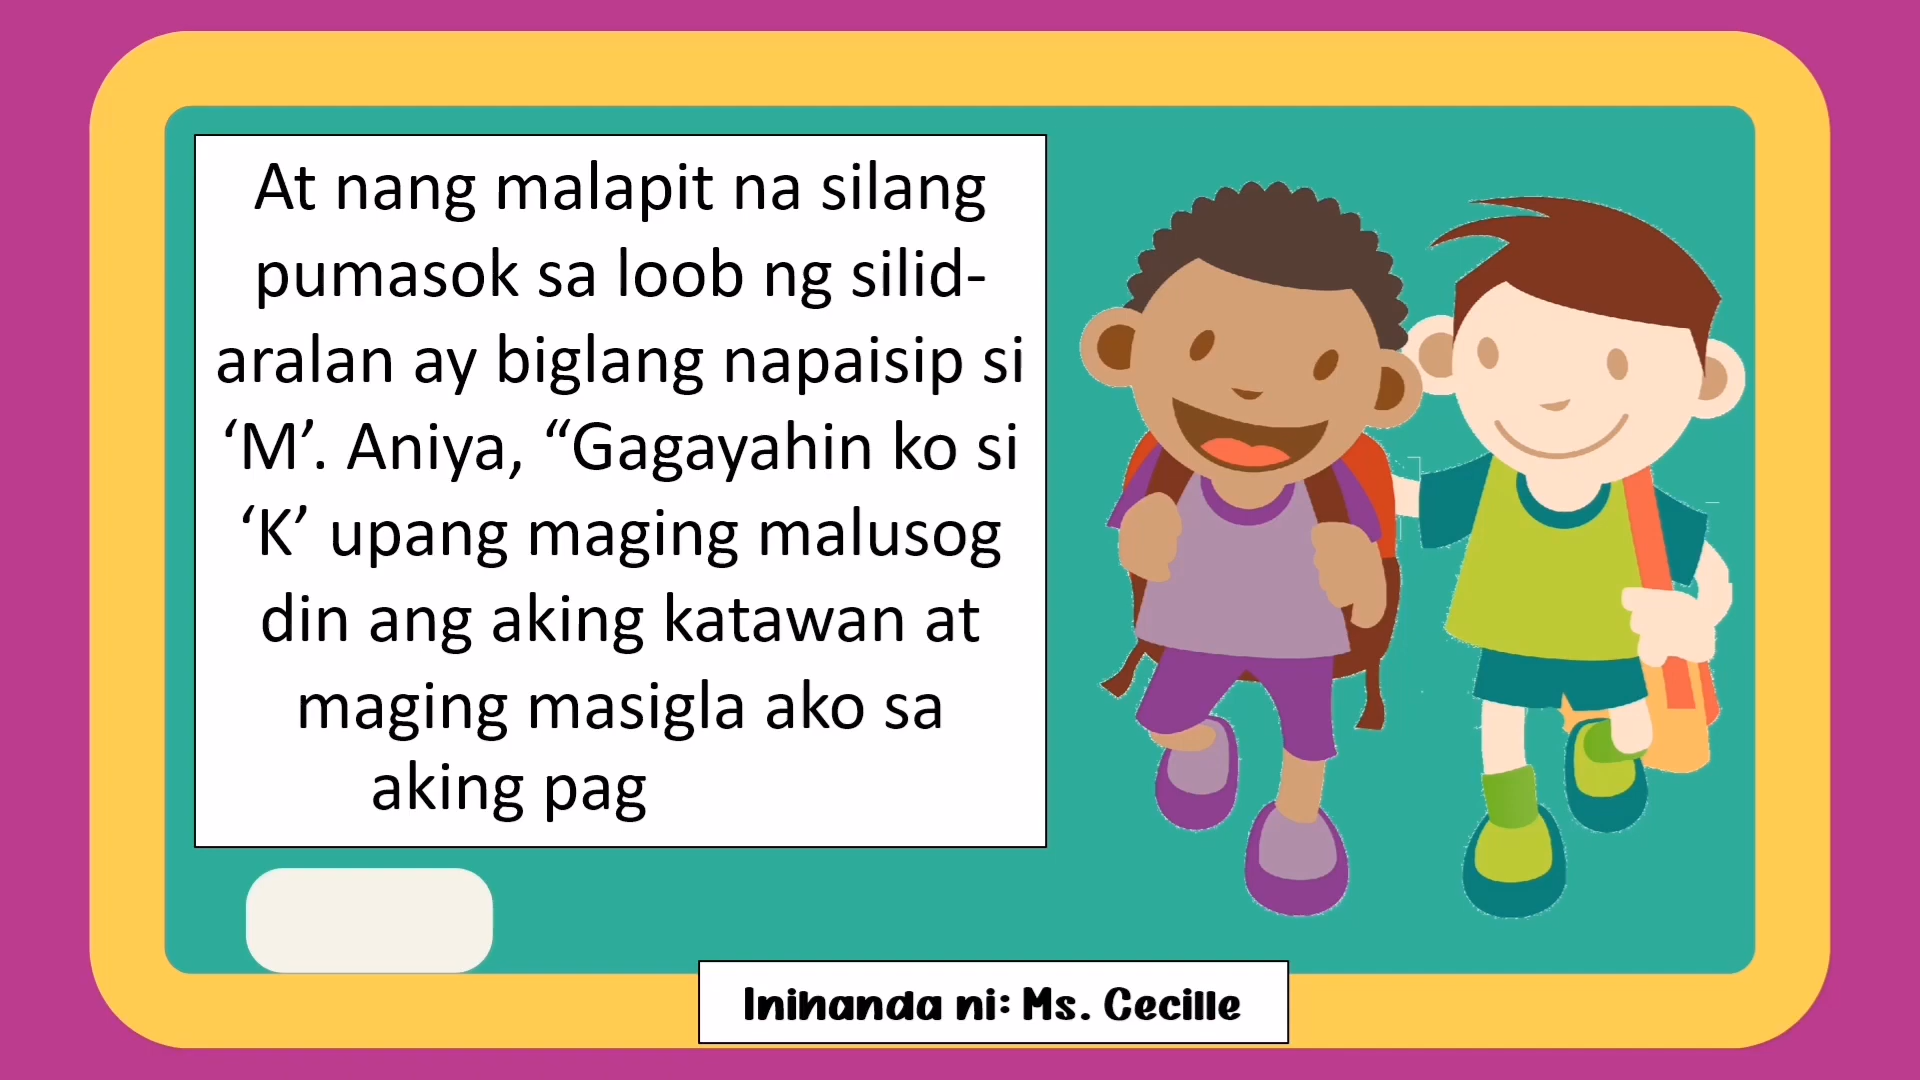 At nang malapit na silang
pumasok sa loob ng silid-
aralan ay biglang napaisip si
‘M’. Aniya, “Gagayahin ko si
‘K’ upang maging malusog
din ang aking katawan at
maging masigla ako sa
aking pag
Inihanda ni: Ms. Cecille